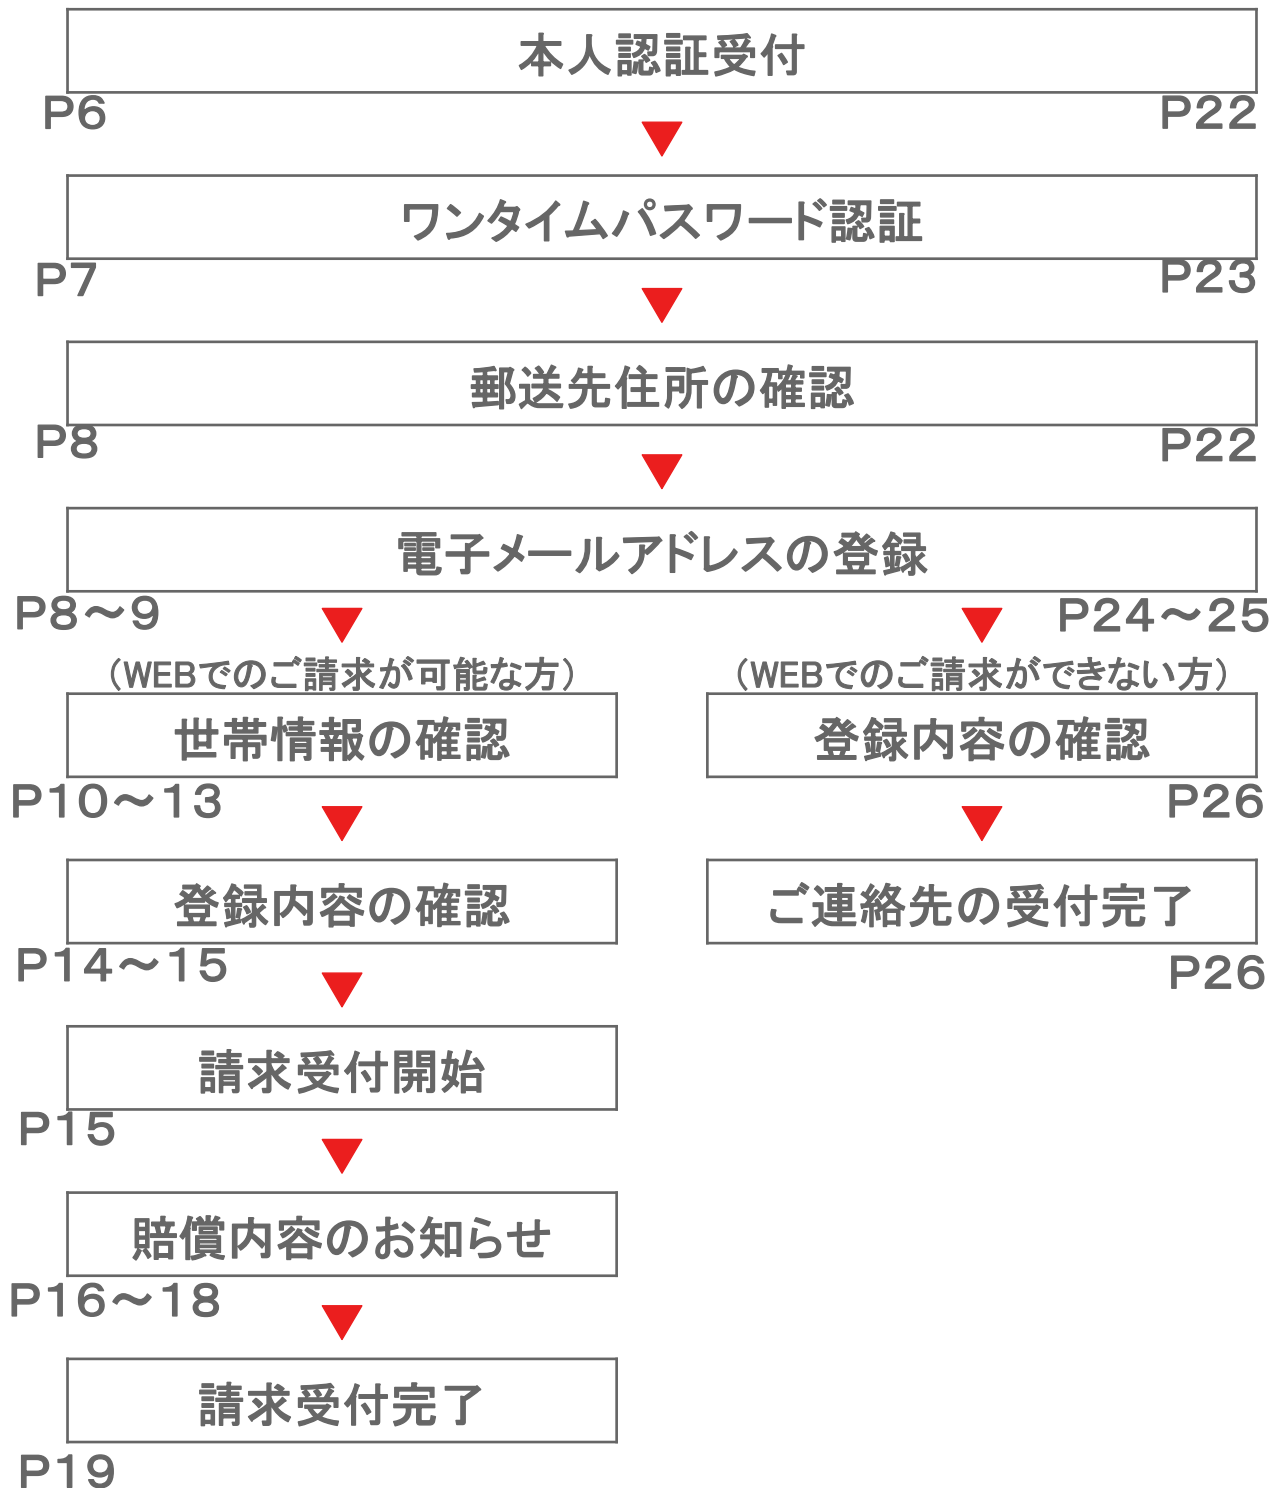 本人認証受付
P6
P22
ワンタイムパスワード認証
P7
P23
郵送先住所の確認
P8
P22
電子メールアドレスの登録
P8～9
P24～25
(WEBでのご請求が可能な方)
(WEBでのご請求ができない方)
世帯情報の確認
登録内容の確認
P10～13
P26
登録内容の確認
ご連絡先の受付完了
P14～15
P26
請求受付開始
P15
賠償内容のお知らせ
P16～18
請求受付完了
P19